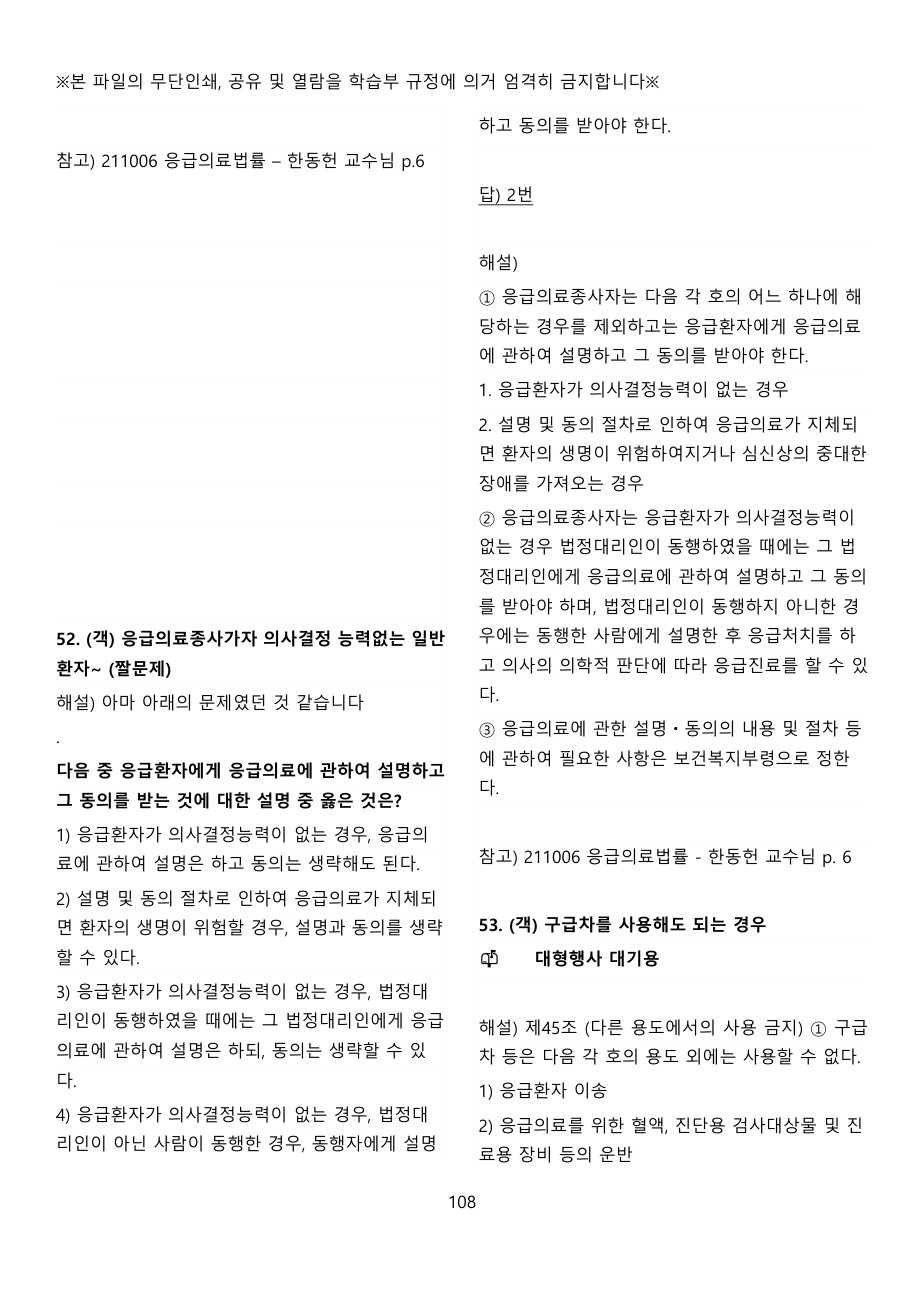 ※본 파일의 무단인쇄, 공유 및 열람을 학습부 규정에 의거 엄격히 금지합니다※
참고) 211006 응급의료법률 – 한동헌 교수님 p.6
52. (객) 응급의료종사가자 의사결정 능력없는 일반
환자~ (짤문제)
해설) 아마 아래의 문제였던 것 같습니다
.
다음 중 응급환자에게 응급의료에 관하여 설명하고
그 동의를 받는 것에 대한 설명 중 옳은 것은?
1) 응급환자가 의사결정능력이 없는 경우, 응급의
료에 관하여 설명은 하고 동의는 생략해도 된다.
2) 설명 및 동의 절차로 인하여 응급의료가 지체되
면 환자의 생명이 위험할 경우, 설명과 동의를 생략
할 수 있다.
3) 응급환자가 의사결정능력이 없는 경우, 법정대
리인이 동행하였을 때에는 그 법정대리인에게 응급
의료에 관하여 설명은 하되, 동의는 생략할 수 있
다.
4) 응급환자가 의사결정능력이 없는 경우, 법정대
리인이 아닌 사람이 동행한 경우, 동행자에게 설명
하고 동의를 받아야 한다.
답) 2번
해설)
① 응급의료종사자는 다음 각 호의 어느 하나에 해
당하는 경우를 제외하고는 응급환자에게 응급의료
에 관하여 설명하고 그 동의를 받아야 한다.
1. 응급환자가 의사결정능력이 없는 경우
2. 설명 및 동의 절차로 인하여 응급의료가 지체되
면 환자의 생명이 위험하여지거나 심신상의 중대한
장애를 가져오는 경우
② 응급의료종사자는 응급환자가 의사결정능력이
없는 경우 법정대리인이 동행하였을 때에는 그 법
정대리인에게 응급의료에 관하여 설명하고 그 동의
를 받아야 하며, 법정대리인이 동행하지 아니한 경
우에는 동행한 사람에게 설명한 후 응급처치를 하
고 의사의 의학적 판단에 따라 응급진료를 할 수 있
다.
③ 응급의료에 관한 설명・동의의 내용 및 절차 등
에 관하여 필요한 사항은 보건복지부령으로 정한
다.
참고) 211006 응급의료법률 - 한동헌 교수님 p. 6
53. (객) 구급차를 사용해도 되는 경우
대형행사 대기용
해설) 제45조 (다른 용도에서의 사용 금지) ① 구급
차 등은 다음 각 호의 용도 외에는 사용할 수 없다.
1) 응급환자 이송
2) 응급의료를 위한 혈액, 진단용 검사대상물 및 진
료용 장비 등의 운반
108